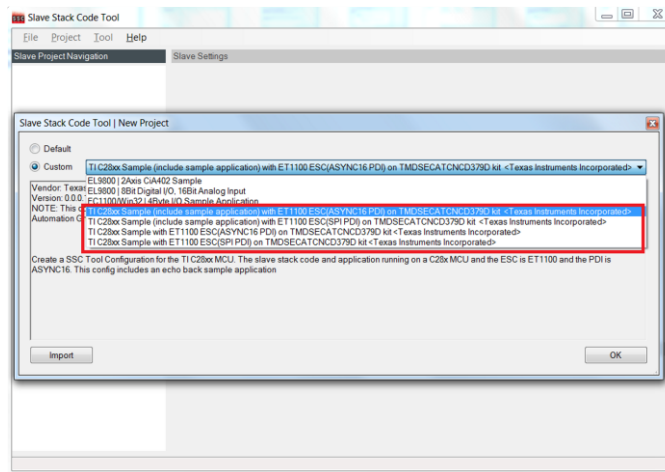 Slave Stack Code Tool
File Project Tool Help
Slave Project Navigation Slave Settings
Slave Stack Code Tool | New Project
Default
Custom TI C28xx Sample (include sample application) with ET1100 ESC(ASYNC16 PDI) on TMDSECATCNCD379D kit <Texas Instruments Incorporated>
EL9800 | 2Axis CiA402 Sample
Vendor: Texas
EL9800 | 8Bit Digital I/O, 16Bit Analog Input
Version: 0.0.0.
FC1100/Win32 | 4Byte I/O Sample Application
NOTE: This
TI C28xx Sample (include sample application) with ET1100 ESC(ASYNC16 PDI) on TMDSECATCNCD379D kit <Texas Instruments Incorporated>
Automation G
TI C28xx Sample (include sample application) with ET1100 ESC(SPI PDI) on TMDSECATCNCD379D kit <Texas Instruments Incorporated>
TI C28xx Sample with ET1100 ESC(ASYNC16 PDI) on TMDSECATCNCD379D kit <Texas Instruments Incorporated>
TI C28xx Sample with ET1100 ESC(SPI PDI) on TMDSECATCNCD379D kit <Texas Instruments Incorporated>
Create a SSC Tool Configuration for the TI C28xx MCU. The slave stack code and application running on a C28x MCU and the ESC is ET1100 and the PDI is
ASYNC16. This config includes an echo back sample application
Import OK